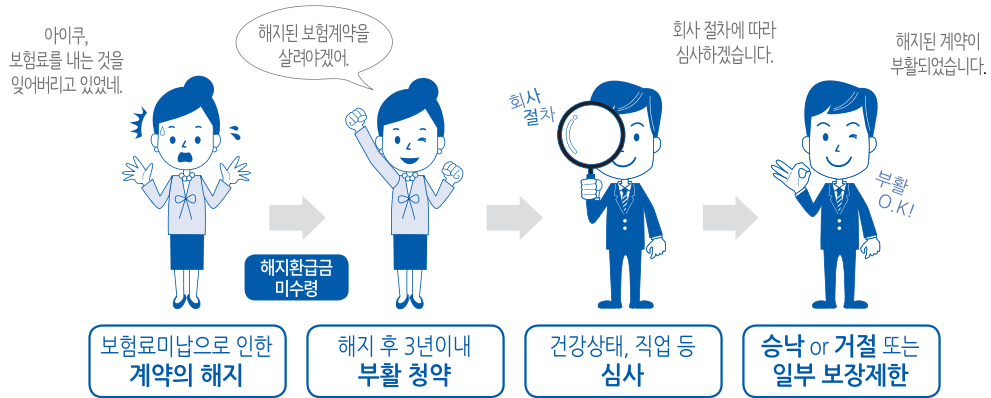 아이쿠,
보험료를 내는 것을
잊어버리고 있었네.
해지된 보험계약을
살려야겠어.
회사 절차에 따라
심사하겠습니다.
해지된 계약이
부활되었습니다.
회사
절차
부활
O.K!
해지환급금
미수령
보험료미납으로 인한
계약의 해지
해지 후 3년이내
부활 청약
건강상태, 직업 등
심사
승낙 or 거절 또는
일부 보장제한